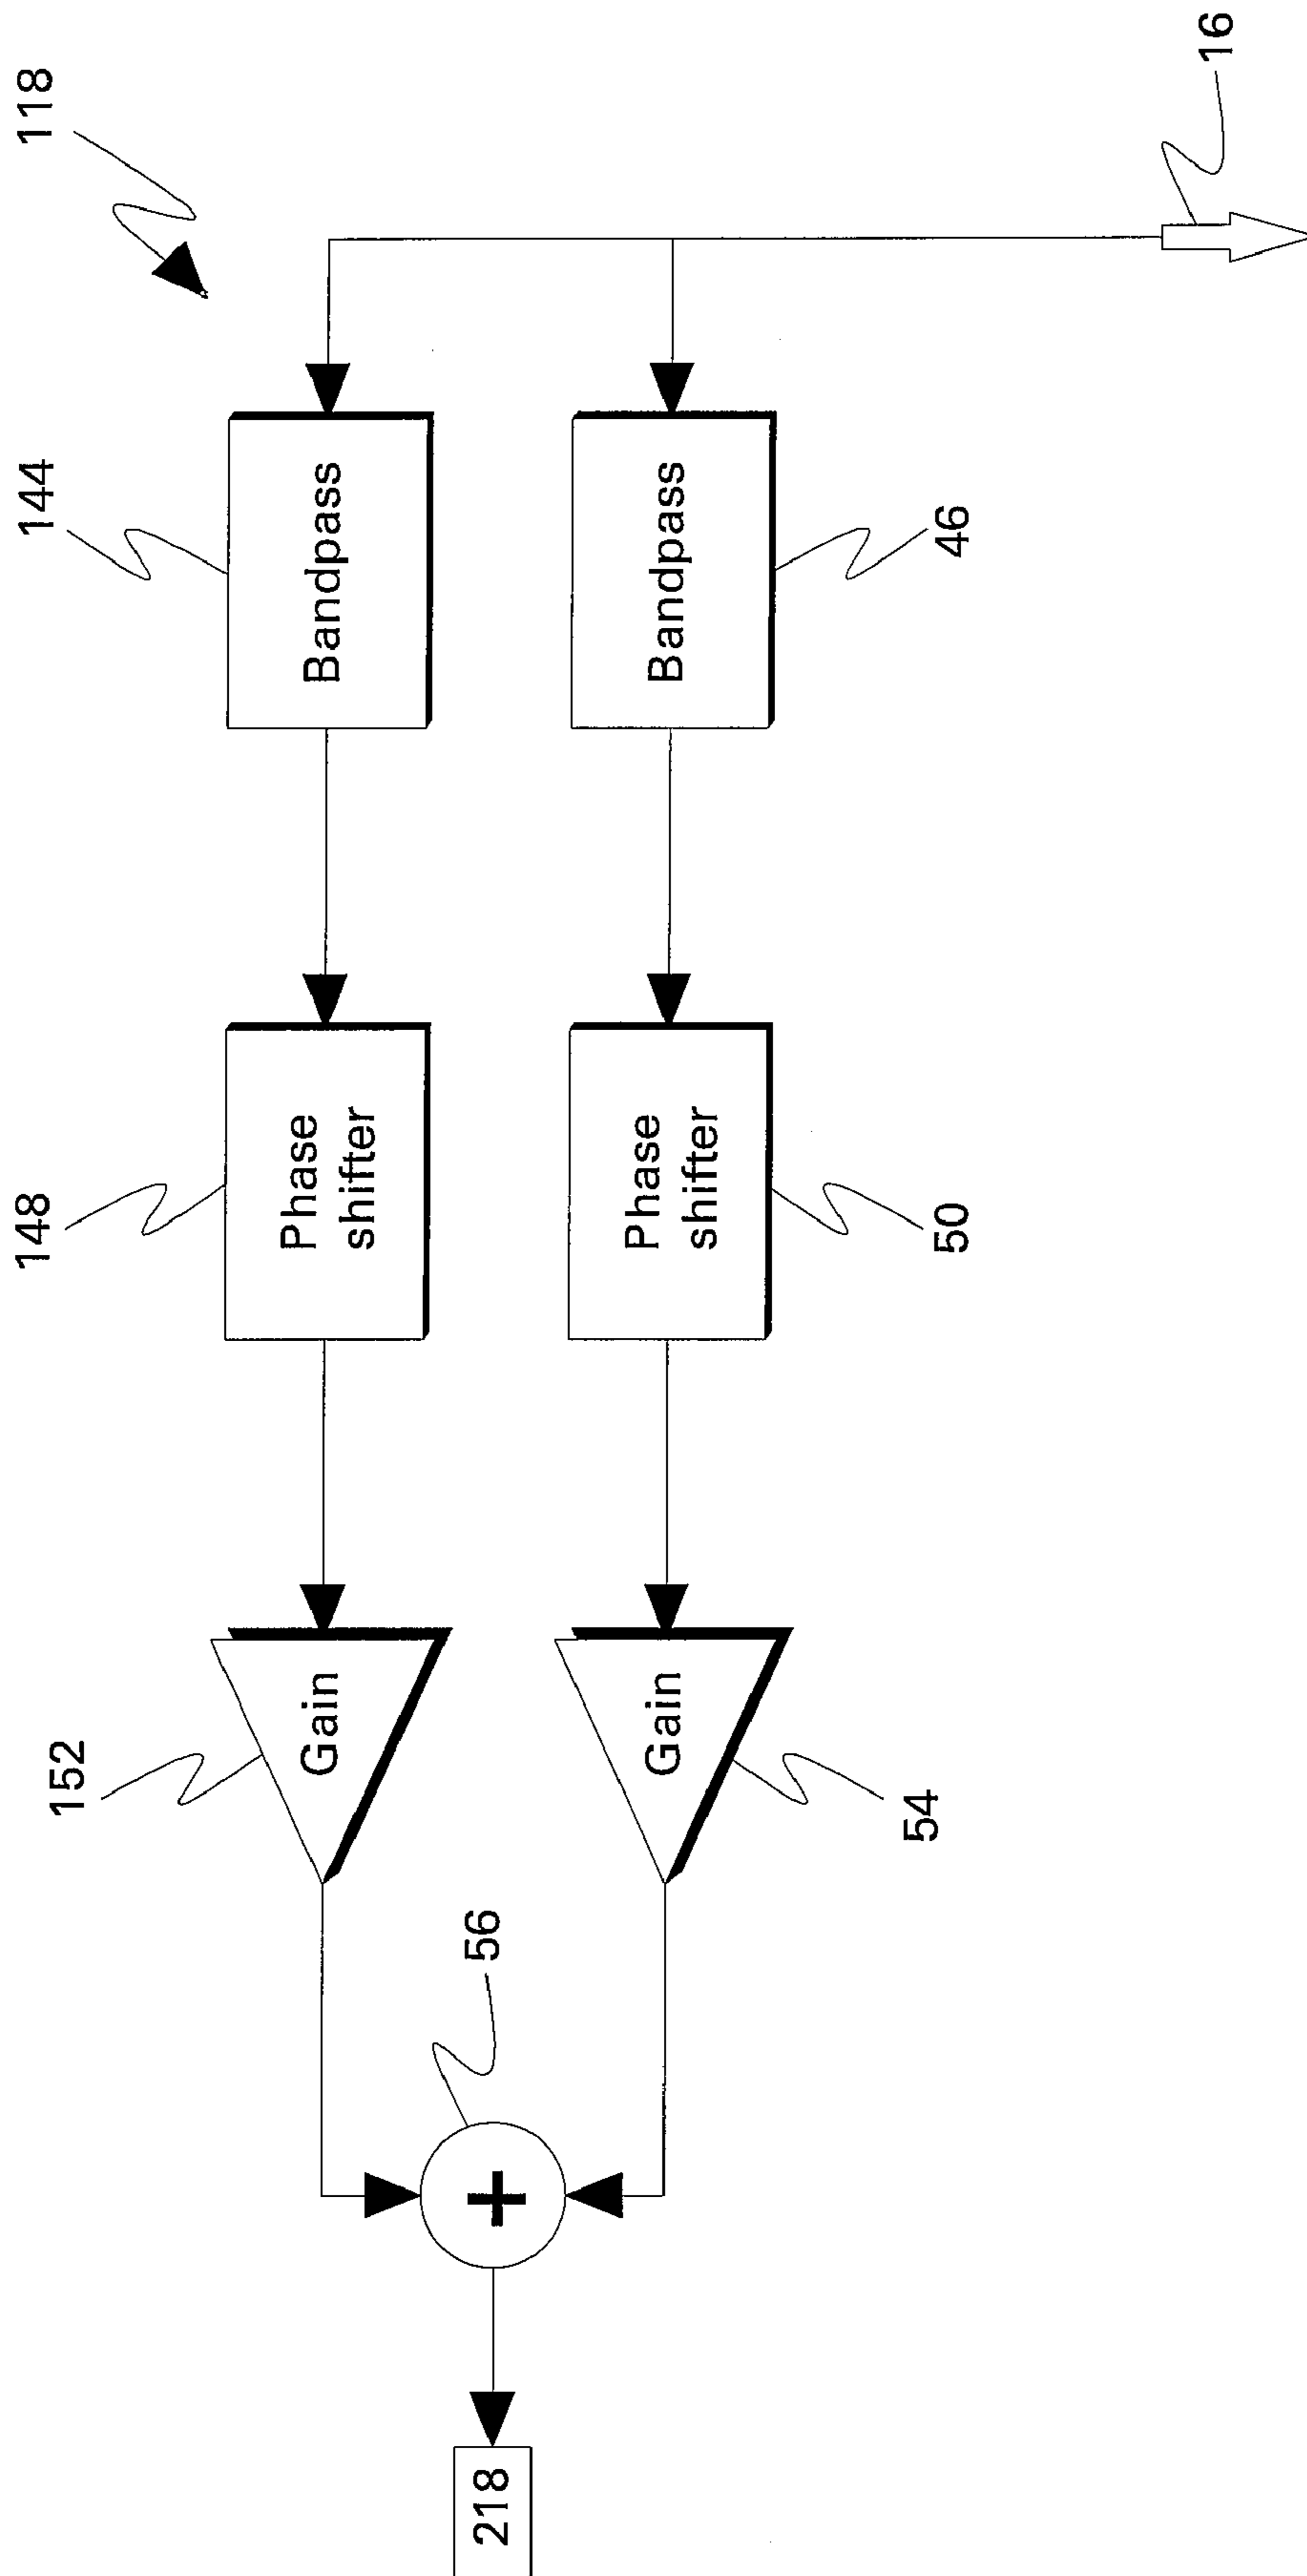 152
148
144
118
Gain
Phase
shifter
Bandpass
218
+
56
Gain
Phase
shifter
Bandpass
54
50
46
16